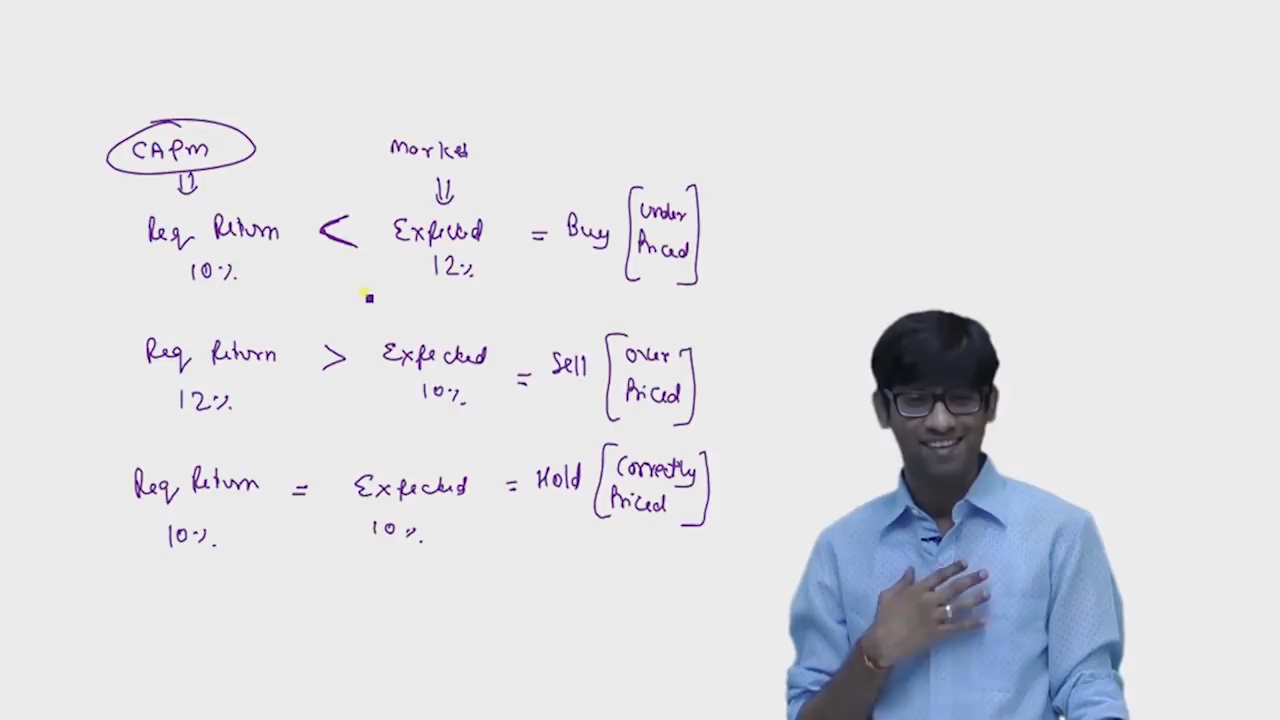 CAPM Market
Req Return < Expected = Buy [Under Priced]
10% 12%
Req Return > Expected = Sell [Over Priced]
12% 10%
Req Return = Expected = Hold [Correctly Priced]
10% 10%